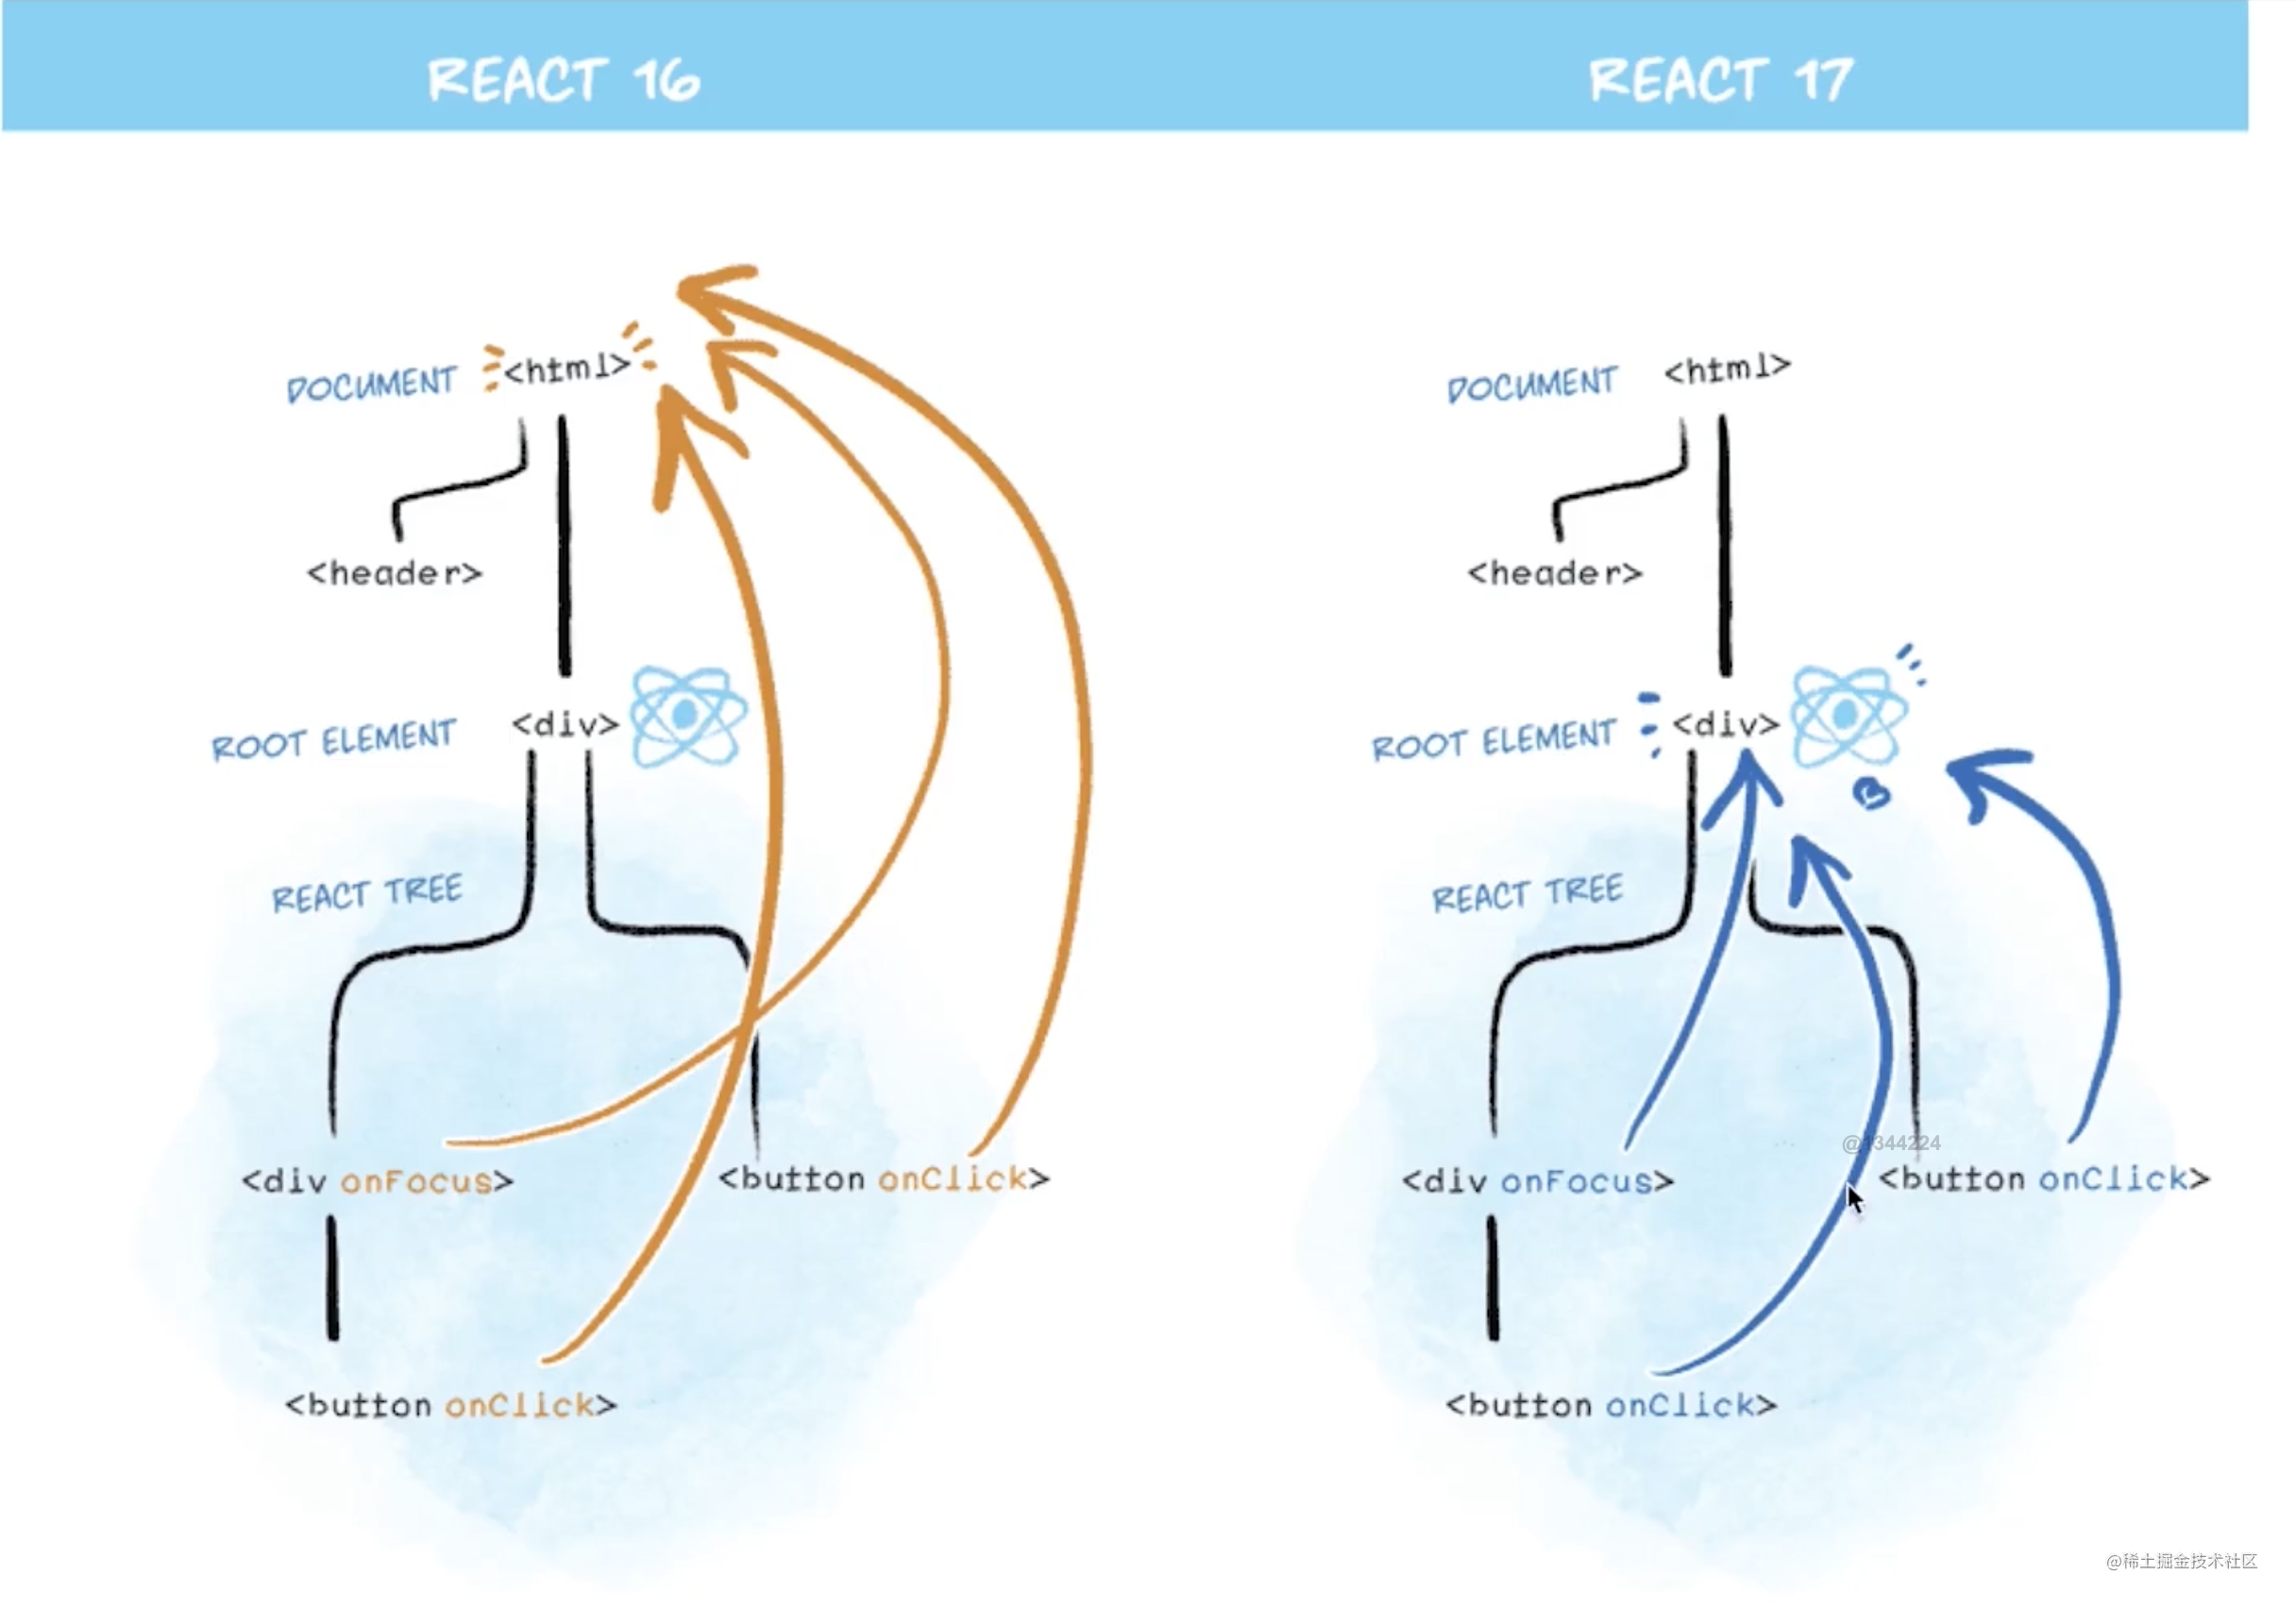 REACT 16
REACT 17
DOCUMENT <html>
<header>
ROOT ELEMENT <div>
REACT TREE
<div onFocus>
<button onClick>
<button onClick>
DOCUMENT <html>
<header>
ROOT ELEMENT <div>
REACT TREE
@1344224
<div onFocus>
<button onClick>
<button onClick>
@稀土掘金技术社区